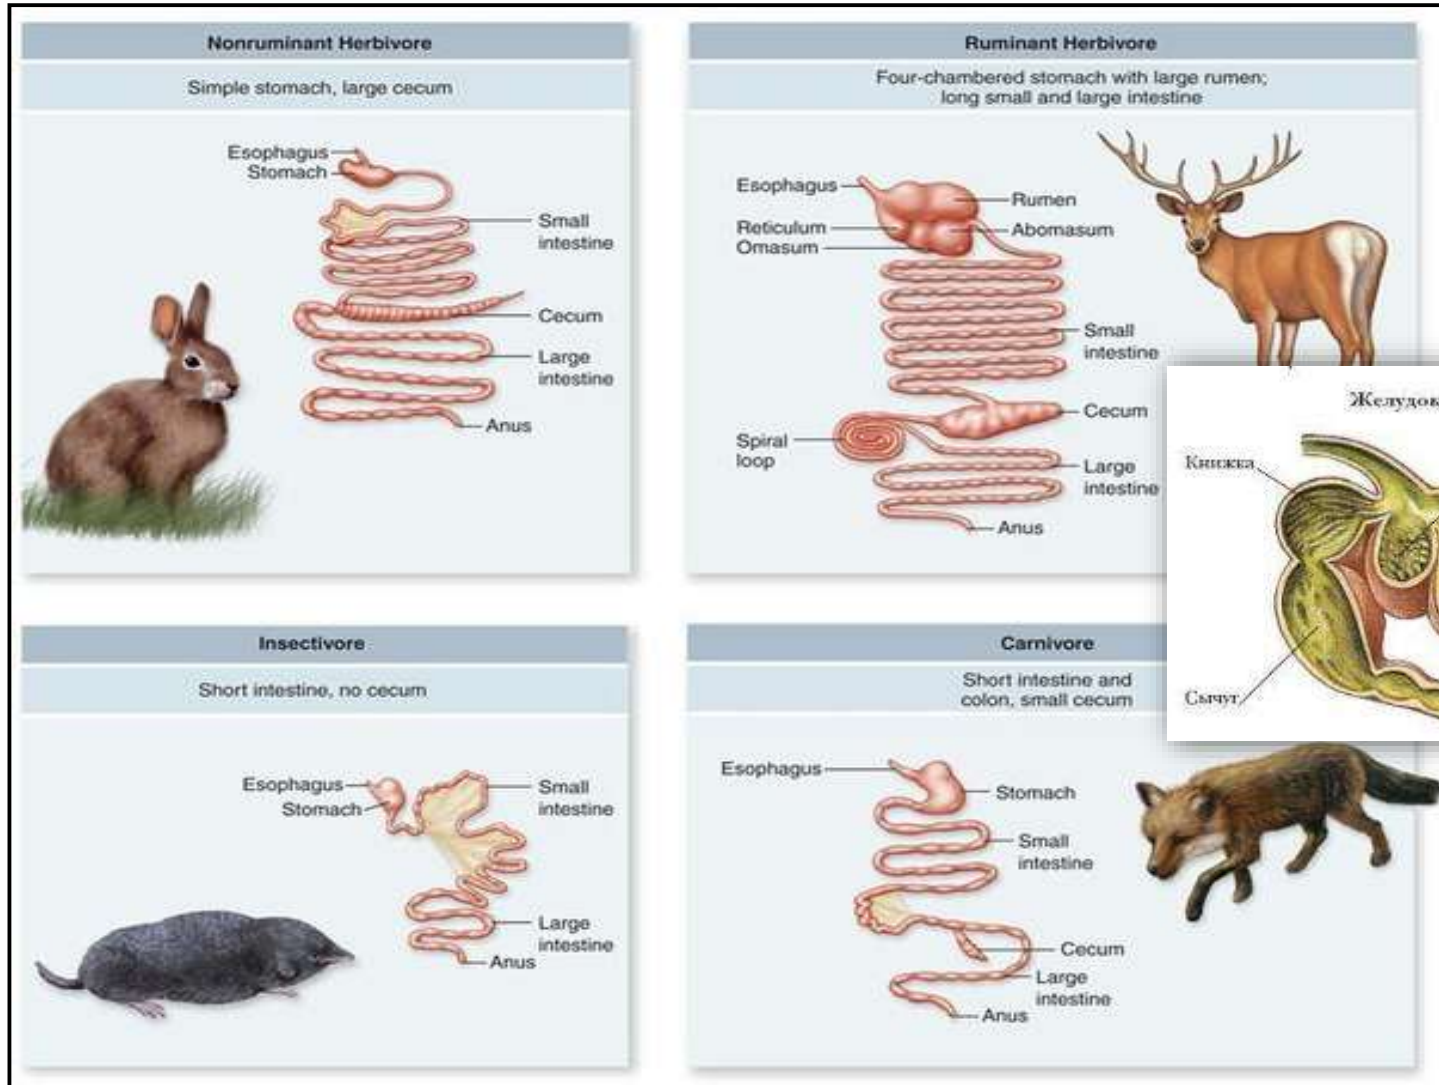 Nonruminant Herbivore
Simple stomach, large cecum
Esophagus
Stomach
Small
intestine
Cecum
Large
intestine
Anus
Ruminant Herbivore
Four-chambered stomach with large rumen;
long small and large intestine
Esophagus
Rumen
Reticulum
Abomasum
Omasum
Small
intestine
Cecum
Spiral
loop
Large
intestine
Anus
Желудок
Книжка
Сычуг
Insectivore
Short intestine, no cecum
Esophagus
Stomach
Small
intestine
Large
intestine
Anus
Carnivore
Short intestine and
colon, small cecum
Esophagus
Stomach
Small
intestine
Cecum
Large
intestine
Anus